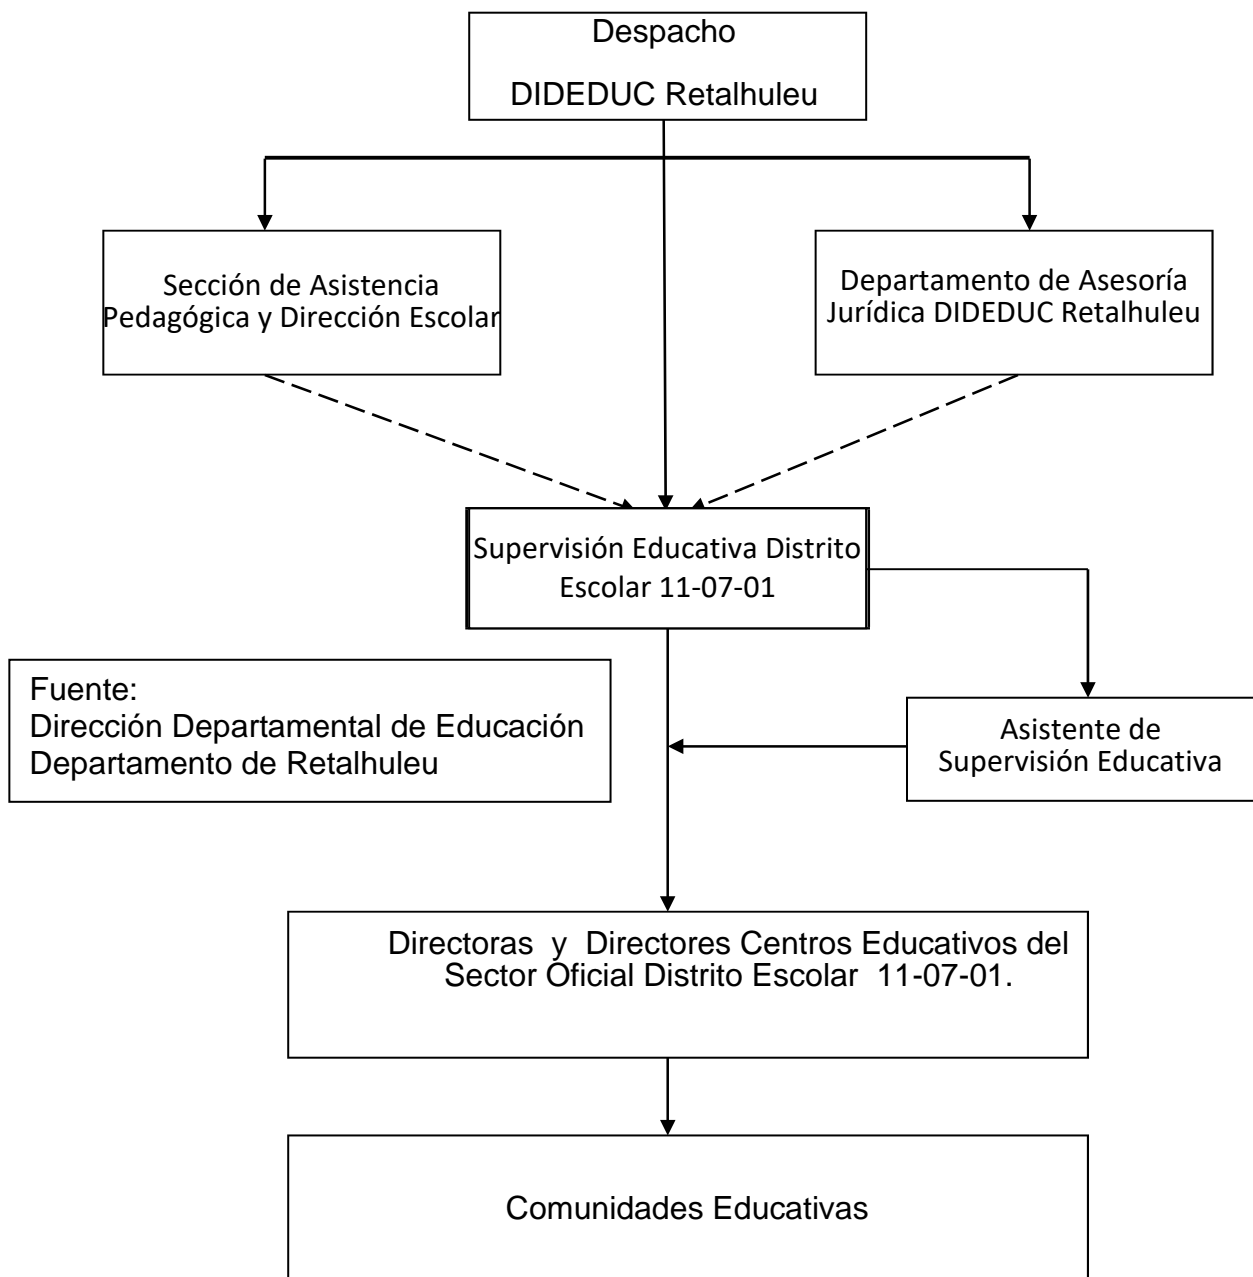 Despacho
DIDEDUC Retalhuleu
Sección de Asistencia
Pedagógica y Dirección Escolar
Departamento de Asesoría
Jurídica DIDEDUC Retalhuleu
Supervisión Educativa Distrito
Escolar 11-07-01
Fuente:
Dirección Departamental de Educación
Departamento de Retalhuleu
Asistente de
Supervisión Educativa
Directoras y Directores Centros Educativos del
Sector Oficial Distrito Escolar 11-07-01.
Comunidades Educativas